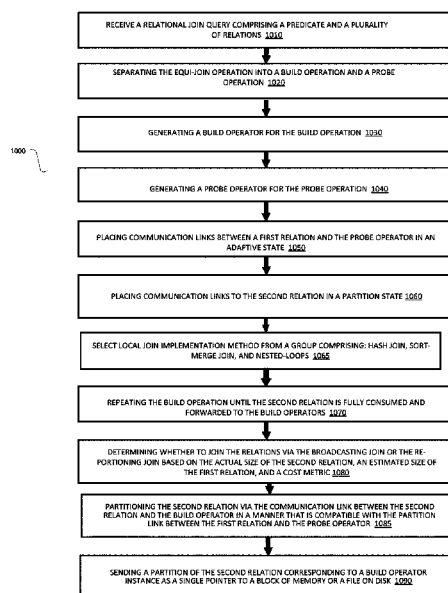 RECEIVE A RELATIONAL JOIN QUERY COMPRISING A PREDICATE AND A PLURALITY
OF RELATIONS 1010
SEPARATING THE EQUI-JOIN OPERATION INTO A BUILD OPERATION AND A PROBE
OPERATION 1020
GENERATING A BUILD OPERATOR FOR THE BUILD OPERATION 1030
1000
GENERATING A PROBE OPERATOR FOR THE PROBE OPERATION 1040
PLACING COMMUNICATION LINKS BETWEEN A FIRST RELATION AND THE PROBE OPERATOR IN AN
ADAPTIVE STATE 1050
PLACING COMMUNICATION LINKS TO THE SECOND RELATION IN A PARTITION STATE 1060
SELECT LOCAL JOIN IMPLEMENTATION METHOD FROM A GROUP COMPRISING: HASH JOIN, SORT-
MERGE JOIN, AND NESTED-LOOPS 1065
REPEATING THE BUILD OPERATION UNTIL THE SECOND RELATION IS FULLY CONSUMED AND
FORWARDED TO THE BUILD OPERATORS 1070
DETERMINING WHETHER TO JOIN THE RELATIONS VIA THE BROADCASTING JOIN OR THE RE-
PORTIONING JOIN BASED ON THE ACTUAL SIZE OF THE SECOND RELATION, AN ESTIMATED SIZE OF
THE FIRST RELATION, AND A COST METRIC 1080
PARTITIONING THE SECOND RELATION VIA THE COMMUNICATION LINK BETWEEN THE SECOND
RELATION AND THE BUILD OPERATOR IN A MANNER THAT IS COMPATIBLE WITH THE PARTITION
LINK BETWEEN THE FIRST RELATION AND THE PROBE OPERATOR 1085
SENDING A PARTITION OF THE SECOND RELATION CORRESPONDING TO A BUILD OPERATOR
INSTANCE AS A SINGLE POINTER TO A BLOCK OF MEMORY OR A FILE ON DISK 1090